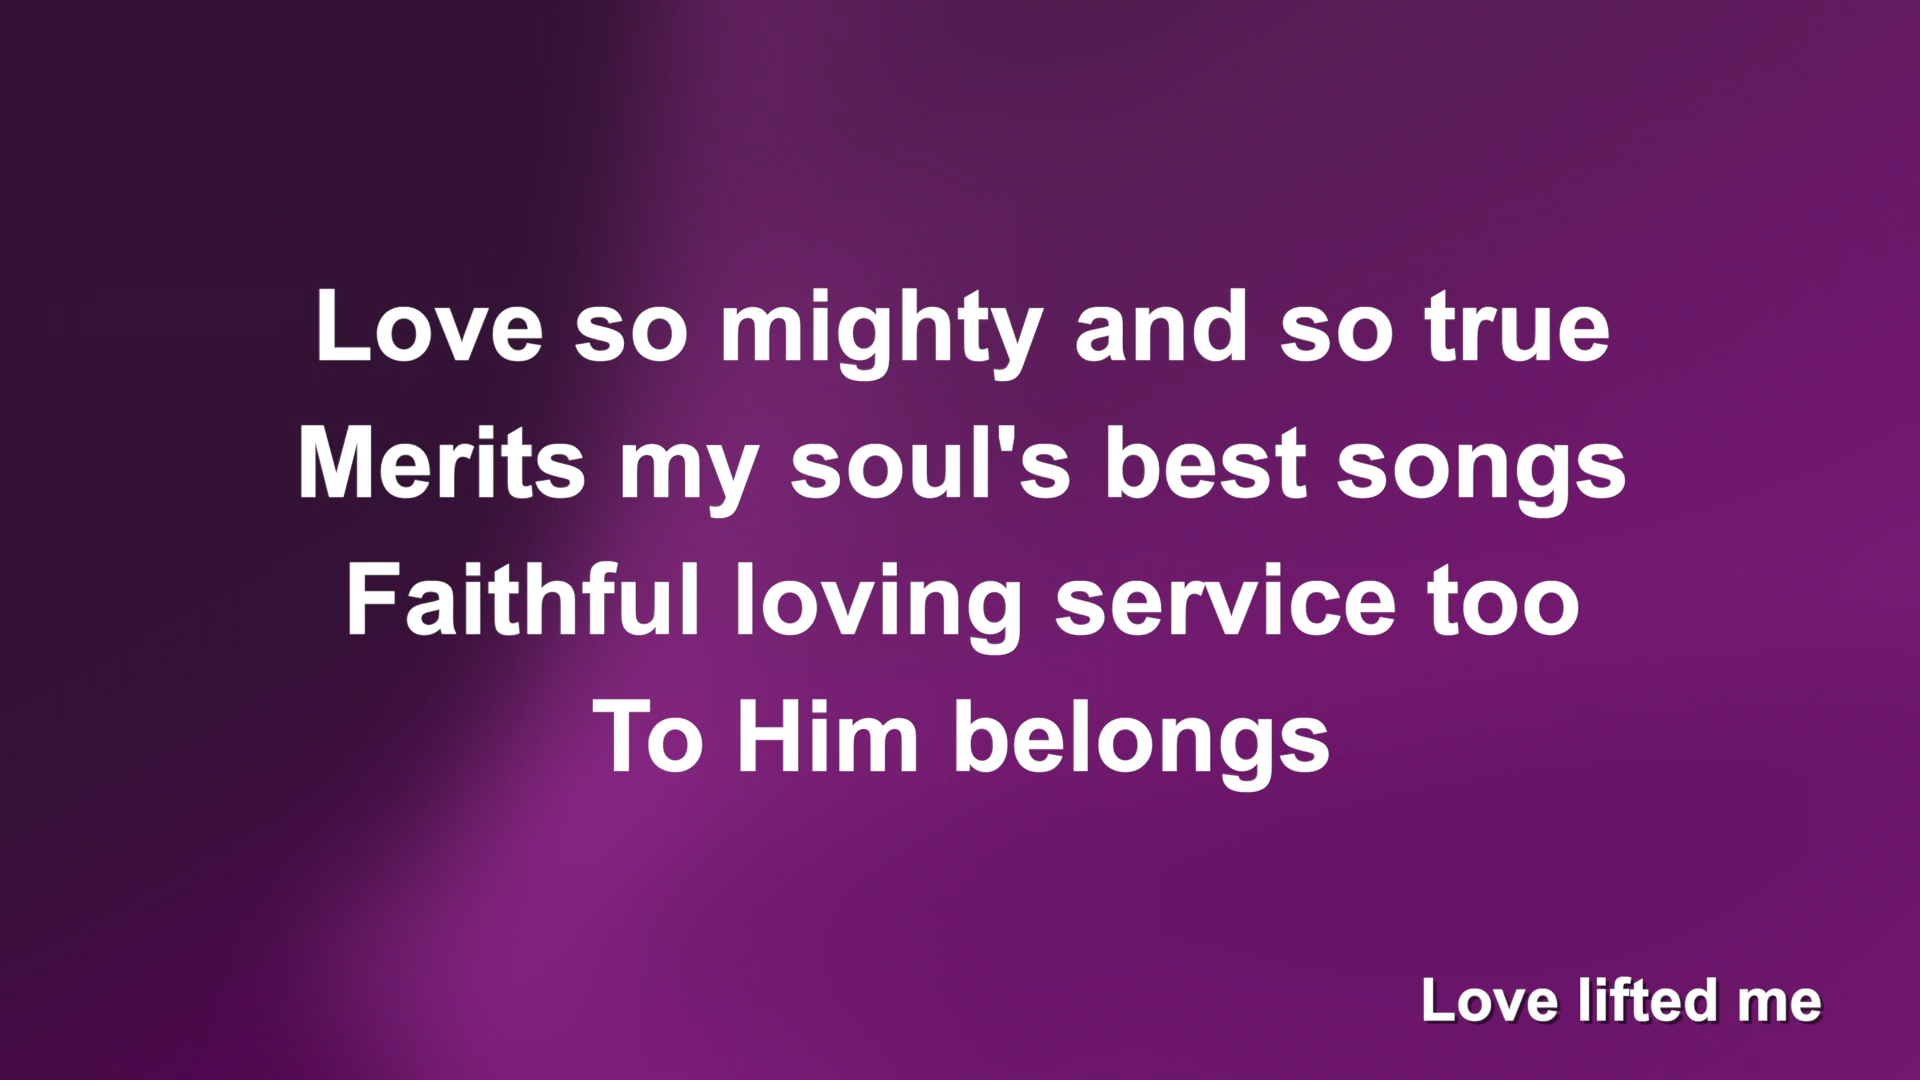 Love so mighty and so true
Merits my soul's best songs
Faithful loving service too
To Him belongs
Love lifted me